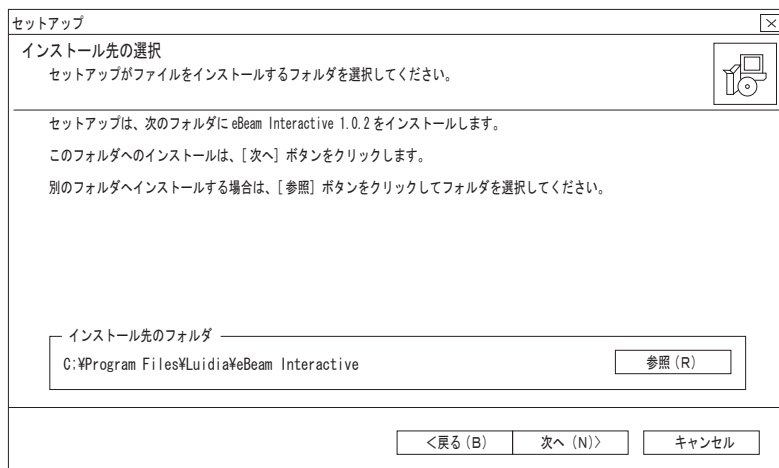 セットアップ
インストール先の選択
セットアップがファイルをインストールするフォルダを選択してください。
セットアップは、次のフォルダに eBeam Interactive 1.0.2 をインストールします。
このフォルダへのインストールは、[次へ] ボタンをクリックします。
別のフォルダへインストールする場合は、[参照] ボタンをクリックしてフォルダを選択してください。
インストール先のフォルダ
C:¥Program Files¥Luidia¥eBeam Interactive
参照(R)
<戻る(B)
次へ (N)>
キャンセル